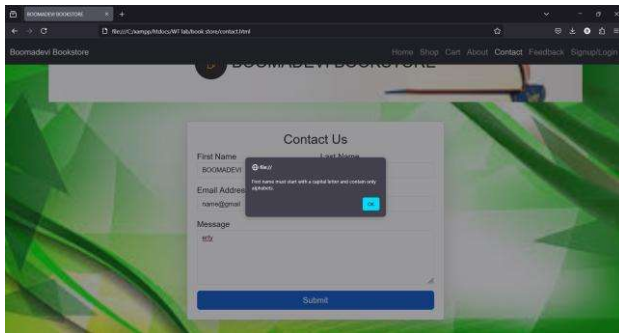 BOOMADEVI BOOKSTORE
file:///C:/xampp/htdocs/WT lab/book store/contact.html
Boomadevi Bookstore
Home Shop Cart About Contact Feedback Signup/Login
BOOMADEVI BOOKSTORE
Contact Us
First Name Last Name
BOOMADEVI
file://
First name must start with a capital letter and contain only
alphabets.
OK
Email Addres
name@gmail
Message
Submit